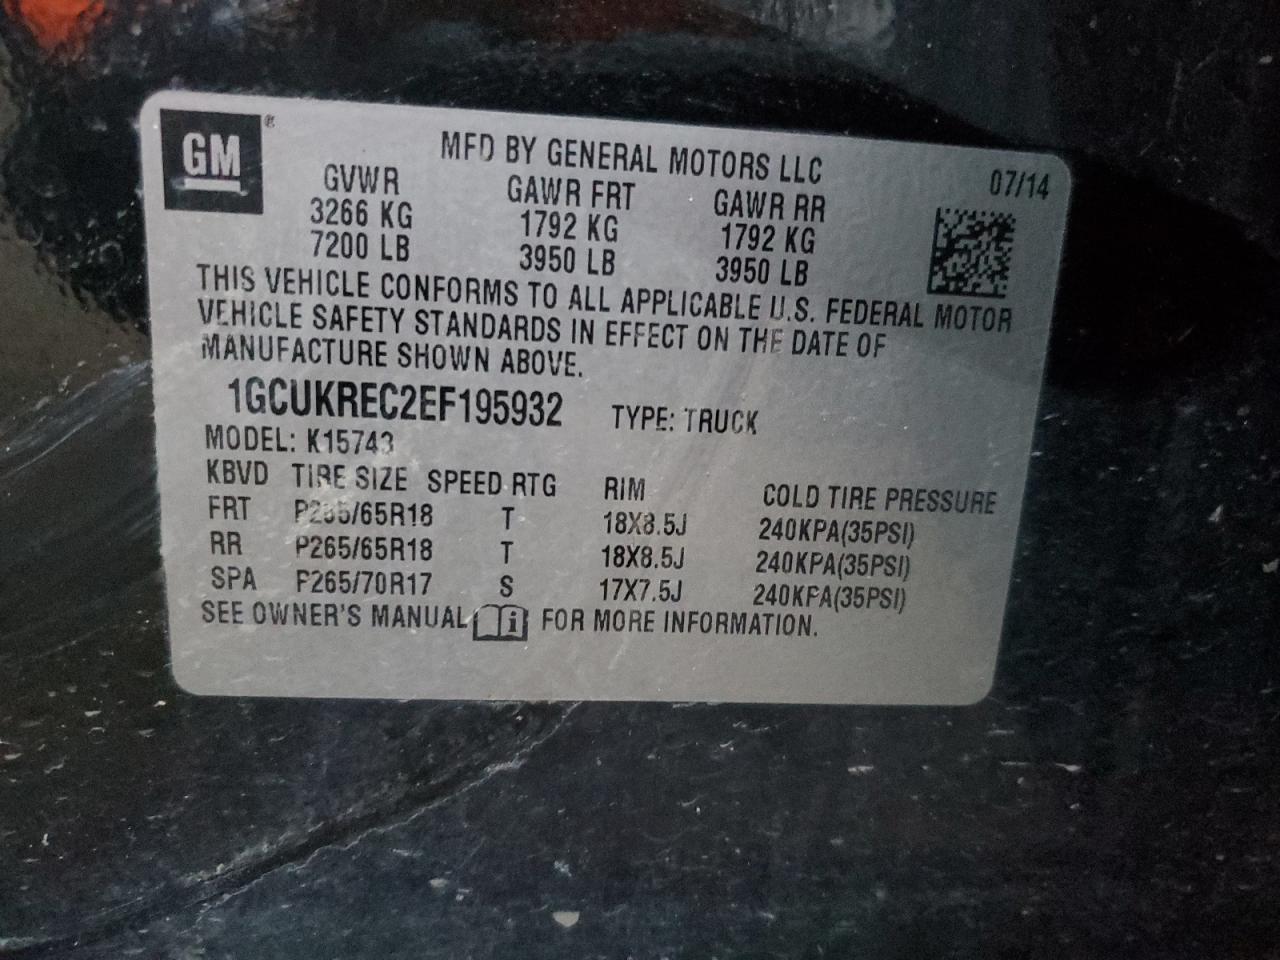 GM®
MFD BY GENERAL MOTORS LLC
07/14
GVWR GAWR FRT GAWR RR
3266 KG 1792 KG 1792 KG
7200 LB 3950 LB 3950 LB
THIS VEHICLE CONFORMS TO ALL APPLICABLE U.S. FEDERAL MOTOR
VEHICLE SAFETY STANDARDS IN EFFECT ON THE DATE OF
MANUFACTURE SHOWN ABOVE.
1GCUKREC2EF195932 TYPE: TRUCK
MODEL: K15743
KBVD TIRE SIZE SPEED RTG RIM COLD TIRE PRESSURE
FRT P265/65R18 T 18X8.5J 240KPA(35PSI)
RR P265/65R18 T 18X8.5J 240KPA(35PSI)
SPA P265/70R17 S 17X7.5J 240KPA(35PSI)
SEE OWNER'S MANUAL i FOR MORE INFORMATION.